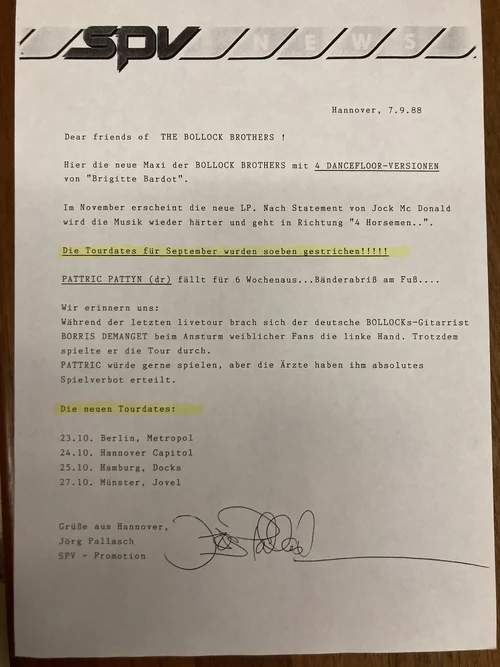 spv NEWS
Hannover, 7.9.88
Dear friends of THE BOLLOCK BROTHERS !
Hier die neue Maxi der BOLLOCK BROTHERS mit 4 DANCEFLOOR-VERSIONEN
von "Brigitte Bardot".
Im November erscheint die neue LP. Nach Statement von Jock Mc Donald
wird die Musik wieder härter und geht in Richtung "4 Horsemen..".
Die Tourdates für September wurden soeben gestrichen!!!!!
PATTRIC PATTYN (dr) fällt für 6 Wochenaus...Bänderabriß am Fuß....
Wir erinnern uns:
Während der letzten livetour brach sich der deutsche BOLLOCKs-Gitarrist
BORRIS DEMANGET beim Ansturm weiblicher Fans die linke Hand. Trotzdem
spielte er die Tour durch.
PATTRIC würde gerne spielen, aber die Ärzte haben ihm absolutes
Spielverbot erteilt.
Die neuen Tourdates:
23.10. Berlin, Metropol
24.10. Hannover Capitol
25.10. Hamburg, Docks
27.10. Münster, Jovel
Grüße aus Hannover,
Jörg Pallasch
SPV - Promotion